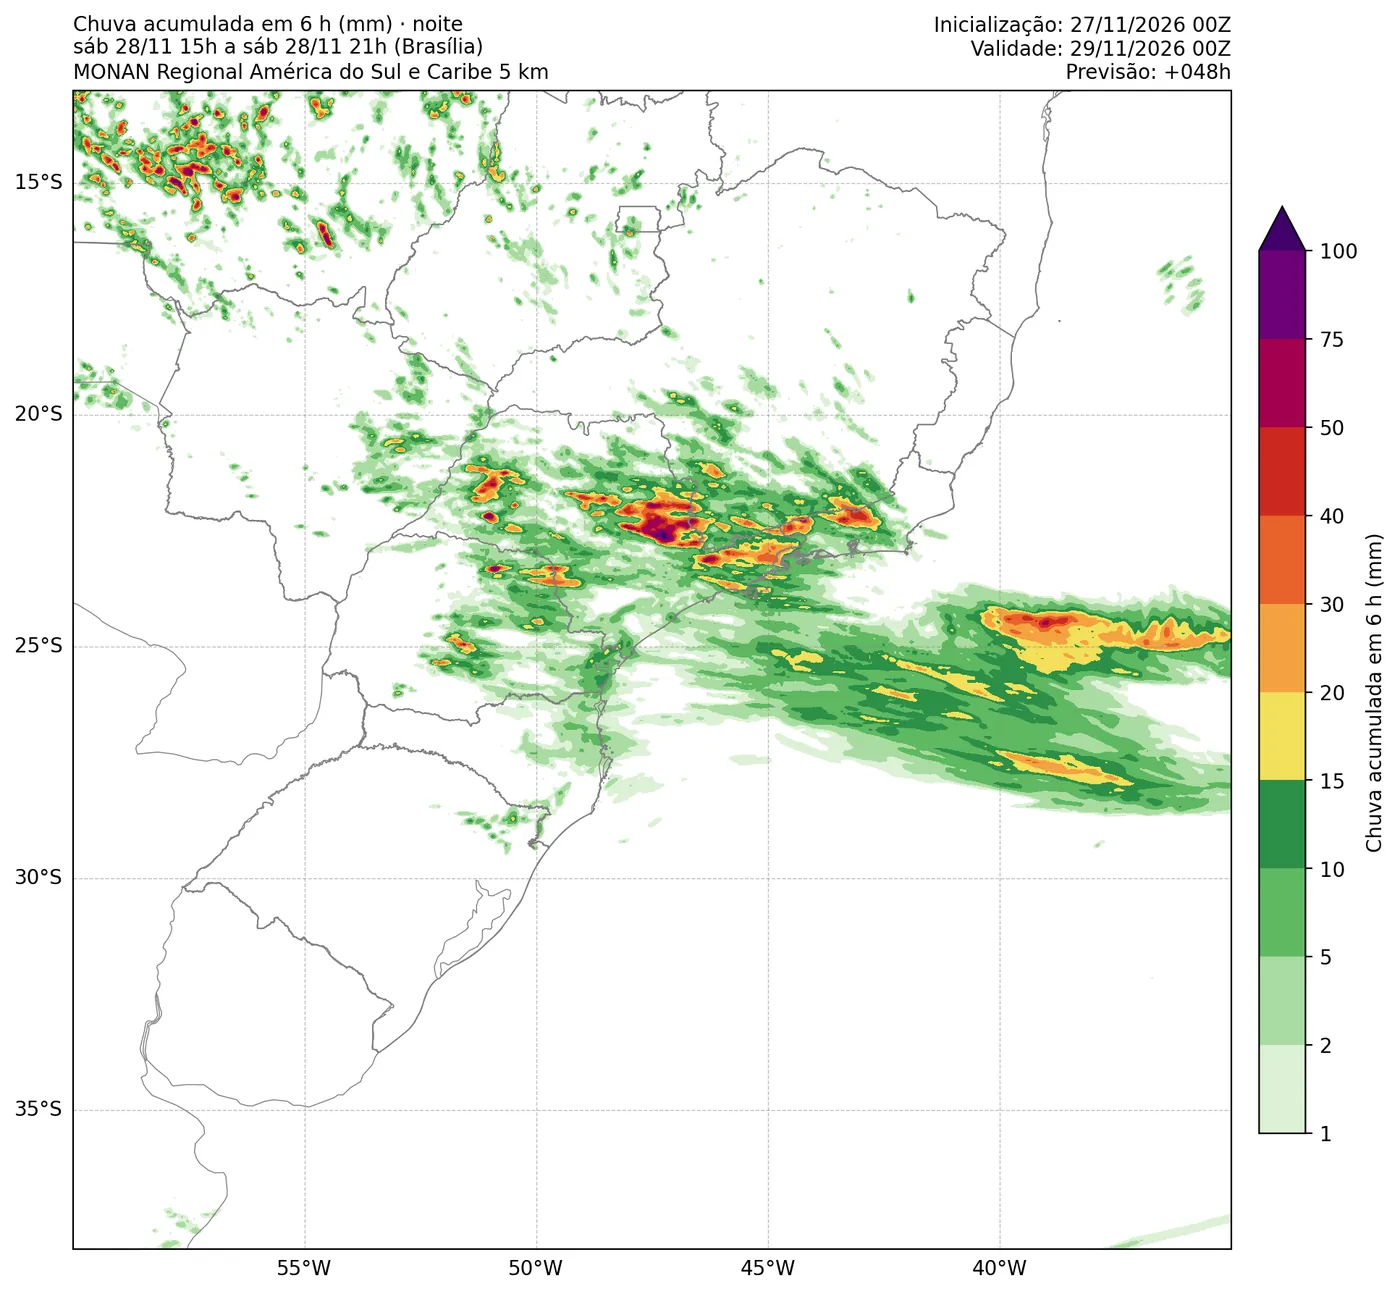 Chuva acumulada em 6 h (mm) · noite
sáb 28/11 15h a sáb 28/11 21h (Brasília)
MONAN Regional América do Sul e Caribe 5 km
Inicialização: 27/11/2026 00Z
Validade: 29/11/2026 00Z
Previsão: +048h
15°S
20°S
25°S
30°S
35°S
55°W
50°W
45°W
40°W
100
75
50
40
30
20
15
10
5
2
1
Chuva acumulada em 6 h (mm)